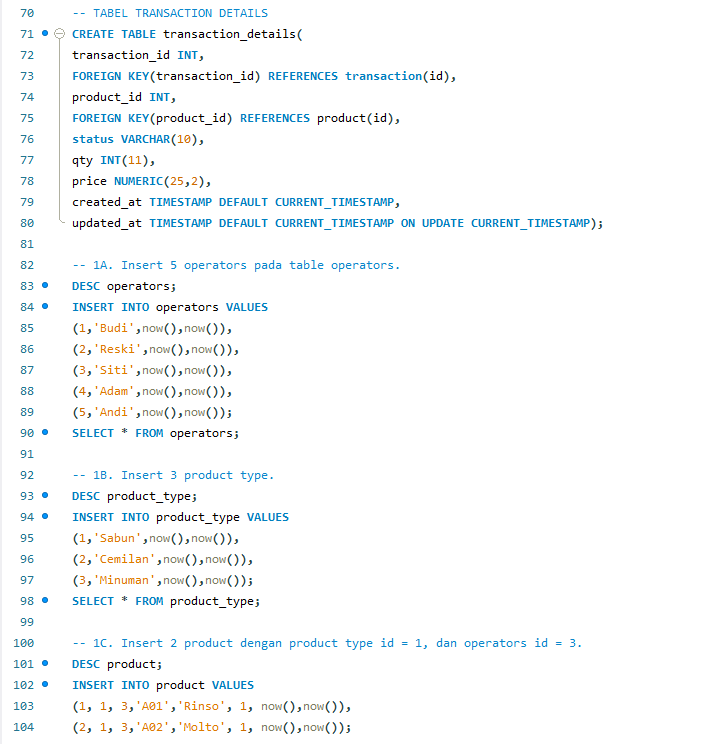 70 -- TABEL TRANSACTION DETAILS
71 CREATE TABLE transaction_details(
72 transaction_id INT,
73 FOREIGN KEY(transaction_id) REFERENCES transaction(id),
74 product_id INT,
75 FOREIGN KEY(product_id) REFERENCES product(id),
76 status VARCHAR(10),
77 qty INT(11),
78 price NUMERIC(25,2),
79 created_at TIMESTAMP DEFAULT CURRENT_TIMESTAMP,
80 updated_at TIMESTAMP DEFAULT CURRENT_TIMESTAMP ON UPDATE CURRENT_TIMESTAMP);
81
82 -- 1A. Insert 5 operators pada table operators.
83 DESC operators;
84 INSERT INTO operators VALUES
85 (1,'Budi',now(),now()),
86 (2,'Reski',now(),now()),
87 (3,'Siti',now(),now()),
88 (4,'Adam',now(),now()),
89 (5,'Andi',now(),now());
90 SELECT * FROM operators;
91
92 -- 1B. Insert 3 product type.
93 DESC product_type;
94 INSERT INTO product_type VALUES
95 (1,'Sabun',now(),now()),
96 (2,'Cemilan',now(),now()),
97 (3,'Minuman',now(),now());
98 SELECT * FROM product_type;
99
100 -- 1C. Insert 2 product dengan product type id = 1, dan operators id = 3.
101 DESC product;
102 INSERT INTO product VALUES
103 (1, 1, 3,'A01','Rinso', 1, now(),now()),
104 (2, 1, 3,'A02','Molto', 1, now(),now());